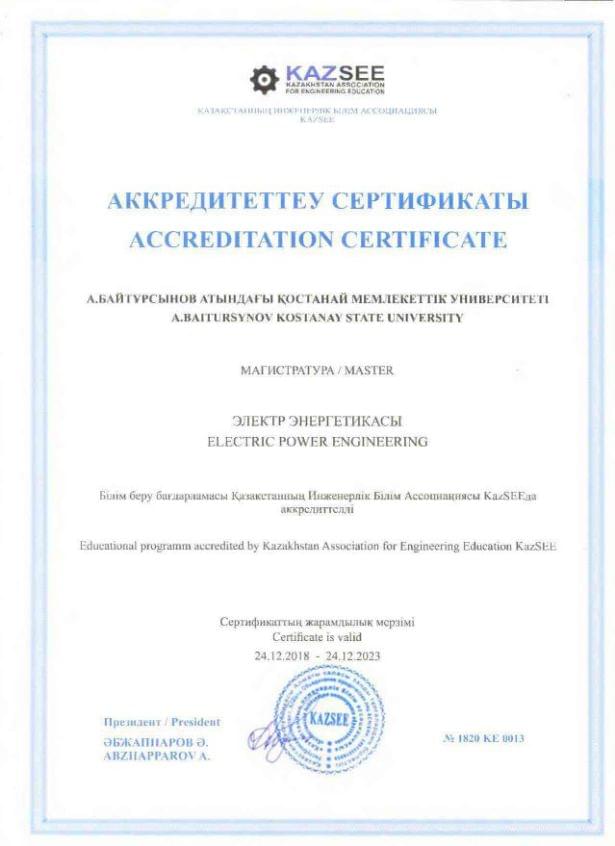 KAZSEE
KAZAKHSTAN ASSOCIATION
FOR ENGINEERING EDUCATION
ҚАЗАҚСТАННЫҢ ИНЖЕНЕРЛІК БІЛІМ АССОЦИАЦИЯСЫ
KAZSEE
АККРЕДИТЕТТЕУ СЕРТИФИКАТЫ
ACCREDITATION CERTIFICATE
А.БАЙТҰРСЫНОВ АТЫНДАҒЫ ҚОСТАНАЙ МЕМЛЕКЕТТІК УНИВЕРСИТЕТІ
A.BAITURSYNOV KOSTANAY STATE UNIVERSITY
МАГИСТРАТУРА / MASTER
ЭЛЕКТР ЭНЕРГЕТИКАСЫ
ELECTRIC POWER ENGINEERING
Білім беру бағдарламасы Қазақстанның Инженерлік Білім Ассоциациясы KazSEEда
аккредиттелді
Educational programm accredited by Kazakhstan Association for Engineering Education KazSEE
Сертификаттың жарамдылық мерзімі
Certificate is valid
24.12.2018 - 24.12.2023
Президент / President
ӘБЖАППАРОВ Ә.
ABZHAPPAROV A.
KAZSEE
№ 1820 KE 0013